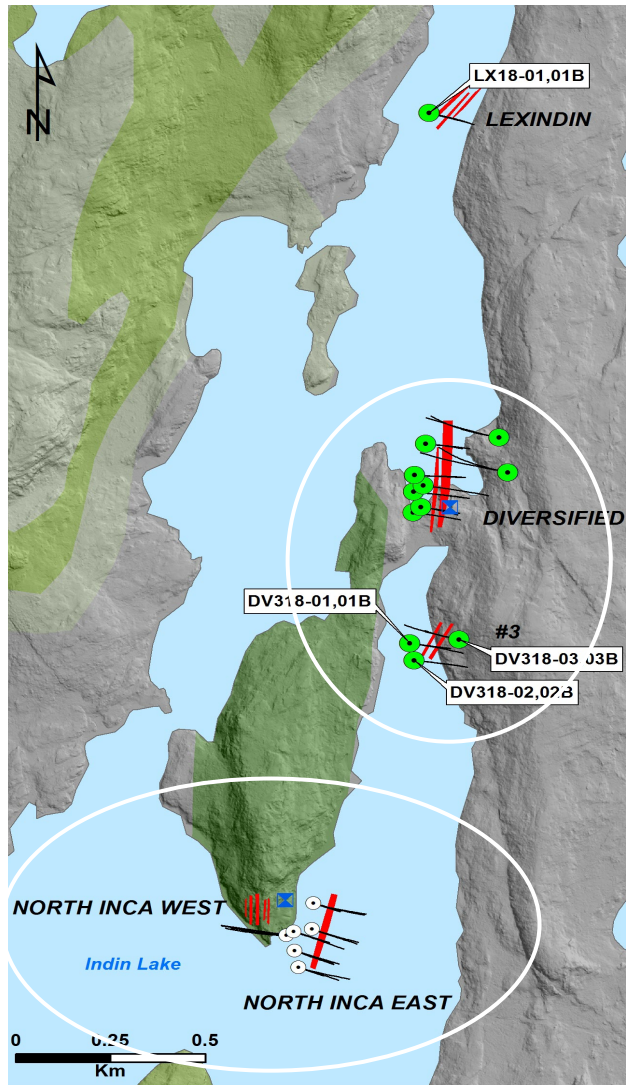 N
LX18-01,01B
LEXINDIN
DIVERSIFIED
DV318-01,01B
#3
DV318-03 03B
DV318-02,02B
NORTH INCA WEST
Indin Lake
NORTH INCA EAST
0 0.25 0.5
Km